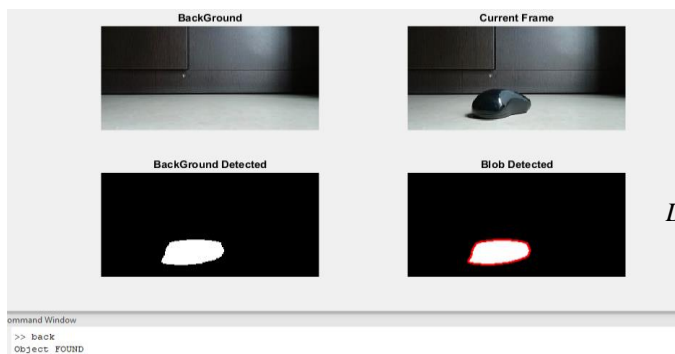 BackGround
Current Frame
BackGround Detected
Blob Detected
ommand Window
>> back
Object FOUND